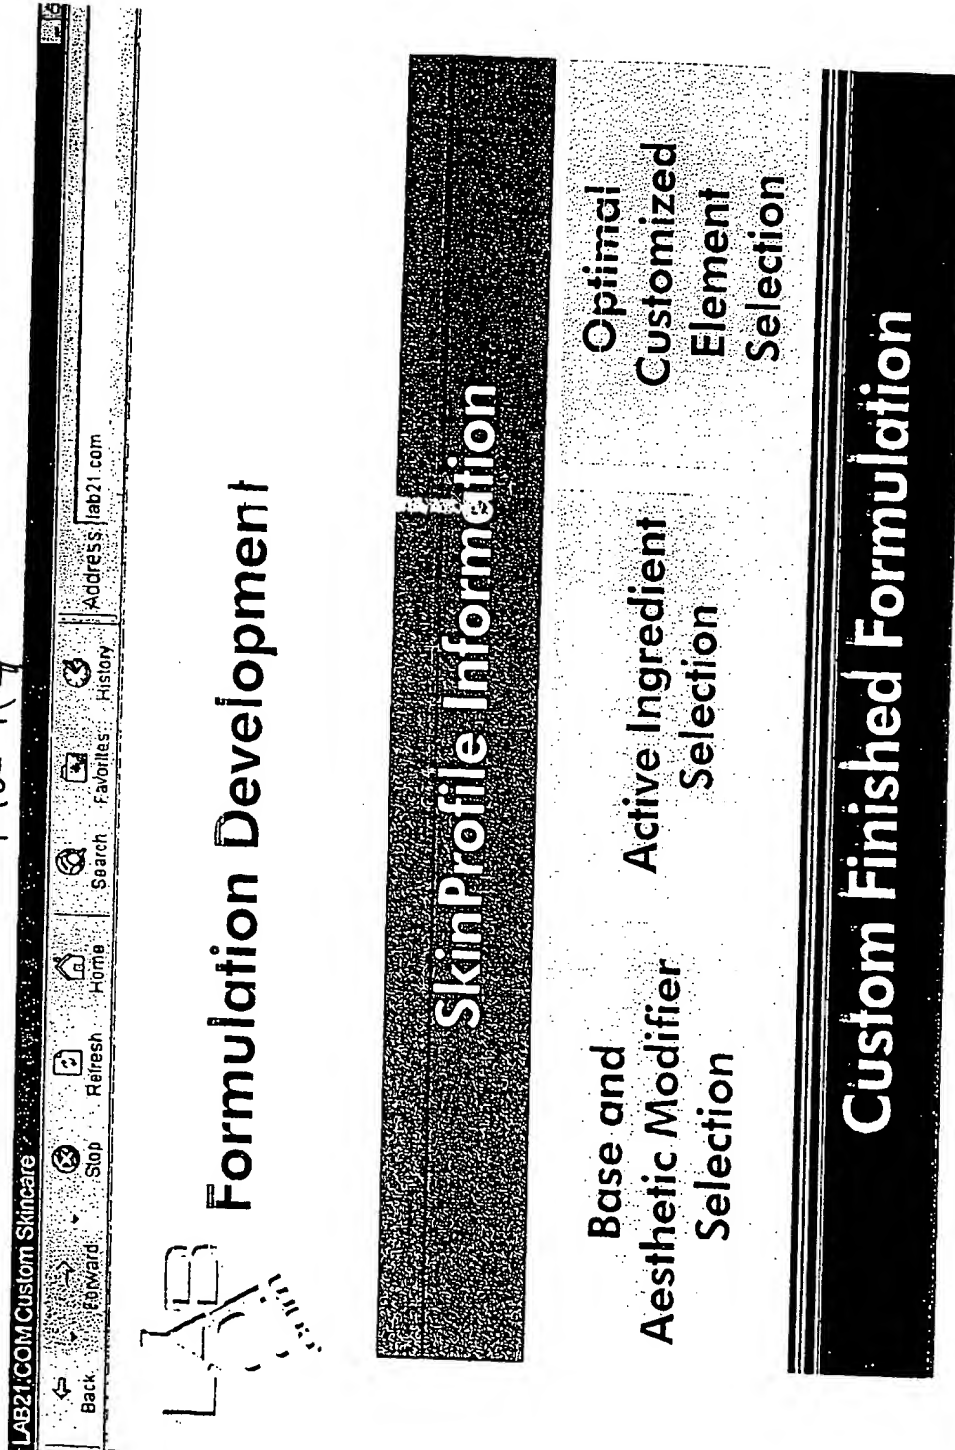 LAB21.COM Custom Skincare
Back Forward Stop Refresh Home Search Favorites History Address lab21.com
LAB
Formulation Development
SkinProfile Information
Base and
Aesthetic Modifier
Selection
Active Ingredient
Selection
Optimal
Customized
Element
Selection
Custom Finished Formulation